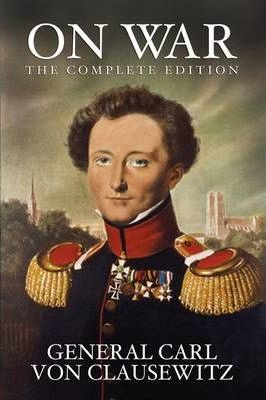 ON WAR
THE COMPLETE EDITION
GENERAL CARL
VON CLAUSEWITZ